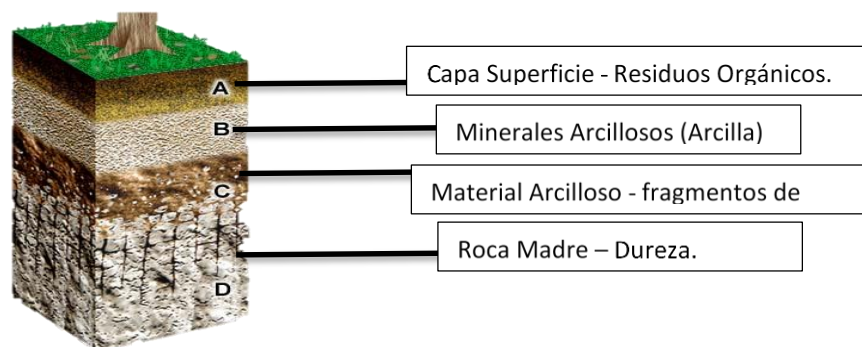 A
Capa Superficie - Residuos Orgánicos.
B
Minerales Arcillosos (Arcilla)
C
Material Arcilloso - fragmentos de
Roca Madre – Dureza.
D